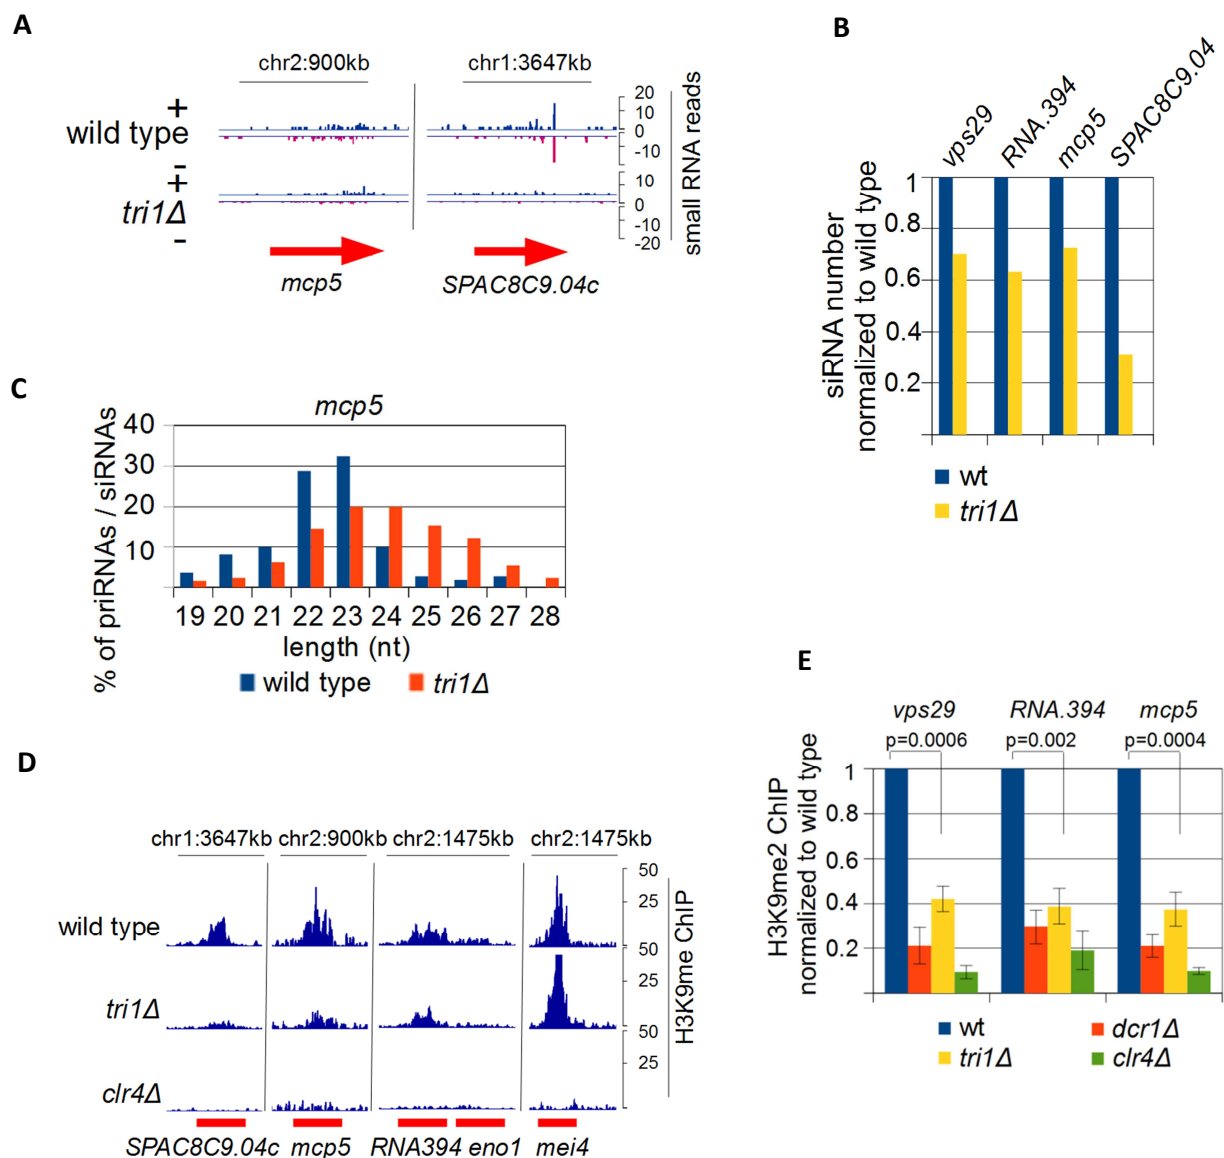 A
chr2:900kb
chr1:3647kb
+
wild type
-
+
tri1Δ
-
20
10
0
-10
10
0
-10
-20
small RNA reads
mcp5
SPAC8C9.04c
B
vps29
RNA.394
mcp5
SPAC8C9.04
1
0.8
0.6
0.4
0.2
siRNA number
normalized to wild type
wt
tri1Δ
C
mcp5
40
30
20
10
% of priRNAs / siRNAs
19 20 21 22 23 24 25 26 27 28
length (nt)
wild type
tri1Δ
D
chr1:3647kb chr2:900kb chr2:1475kb chr2:1475kb
wild type
tri1Δ
clr4Δ
50
25
50
25
50
25
H3K9me ChIP
SPAC8C9.04c mcp5 RNA394 eno1 mei4
E
vps29 RNA.394 mcp5
p=0.0006 p=0.002 p=0.0004
1
0.8
0.6
0.4
0.2
H3K9me2 ChIP
normalized to wild type
wt
dcr1Δ
tri1Δ
clr4Δ